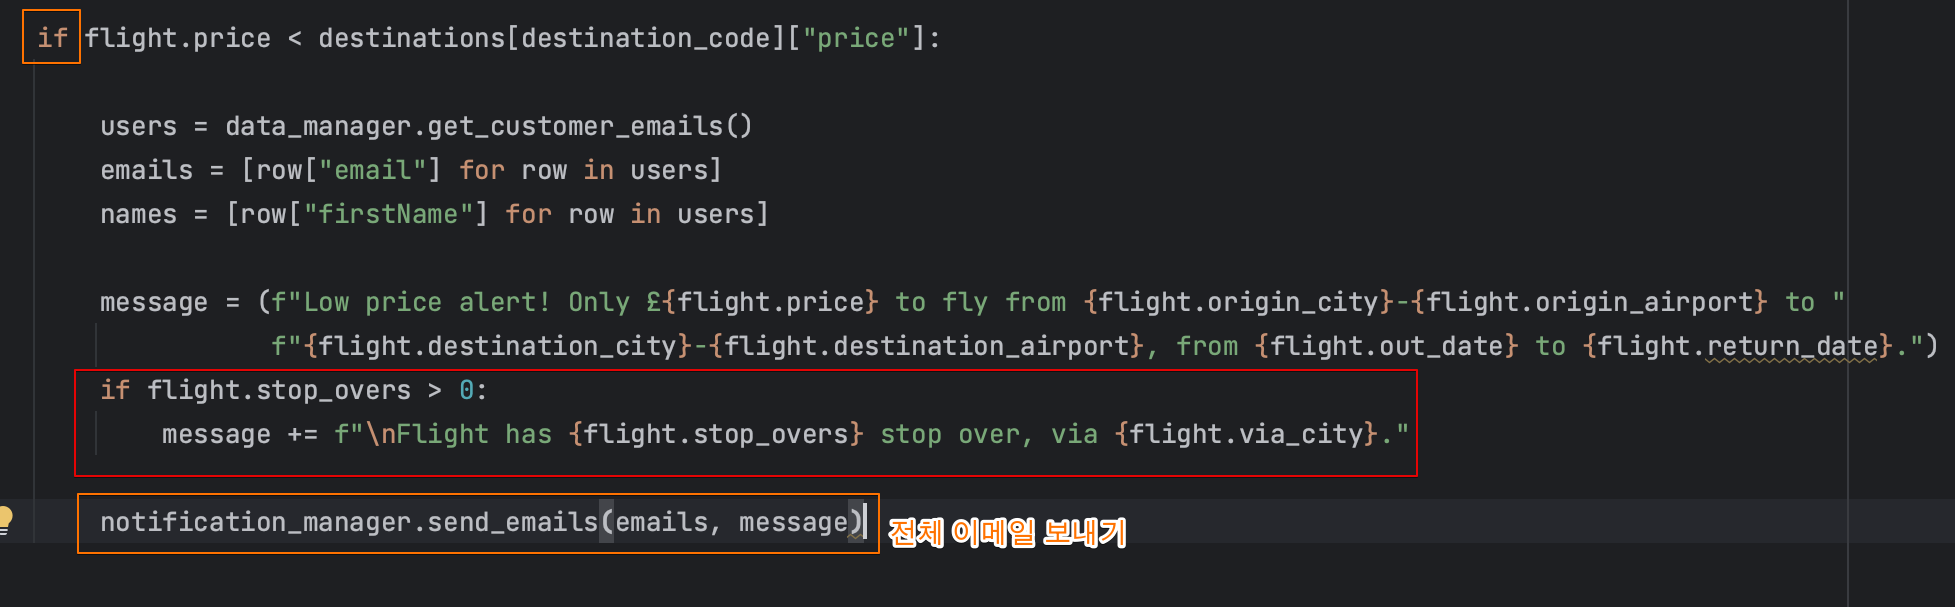 if flight.price < destinations[destination_code]["price"]:
users = data_manager.get_customer_emails()
emails = [row["email"] for row in users]
names = [row["firstName"] for row in users]
message = (f"Low price alert! Only £{flight.price} to fly from {flight.origin_city}-{flight.origin_airport} to "
f"{flight.destination_city}-{flight.destination_airport}, from {flight.out_date} to {flight.return_date}.")
if flight.stop_overs > 0:
message += f"\nFlight has {flight.stop_overs} stop over, via {flight.via_city}."
notification_manager.send_emails(emails, message) 전체 이메일 보내기